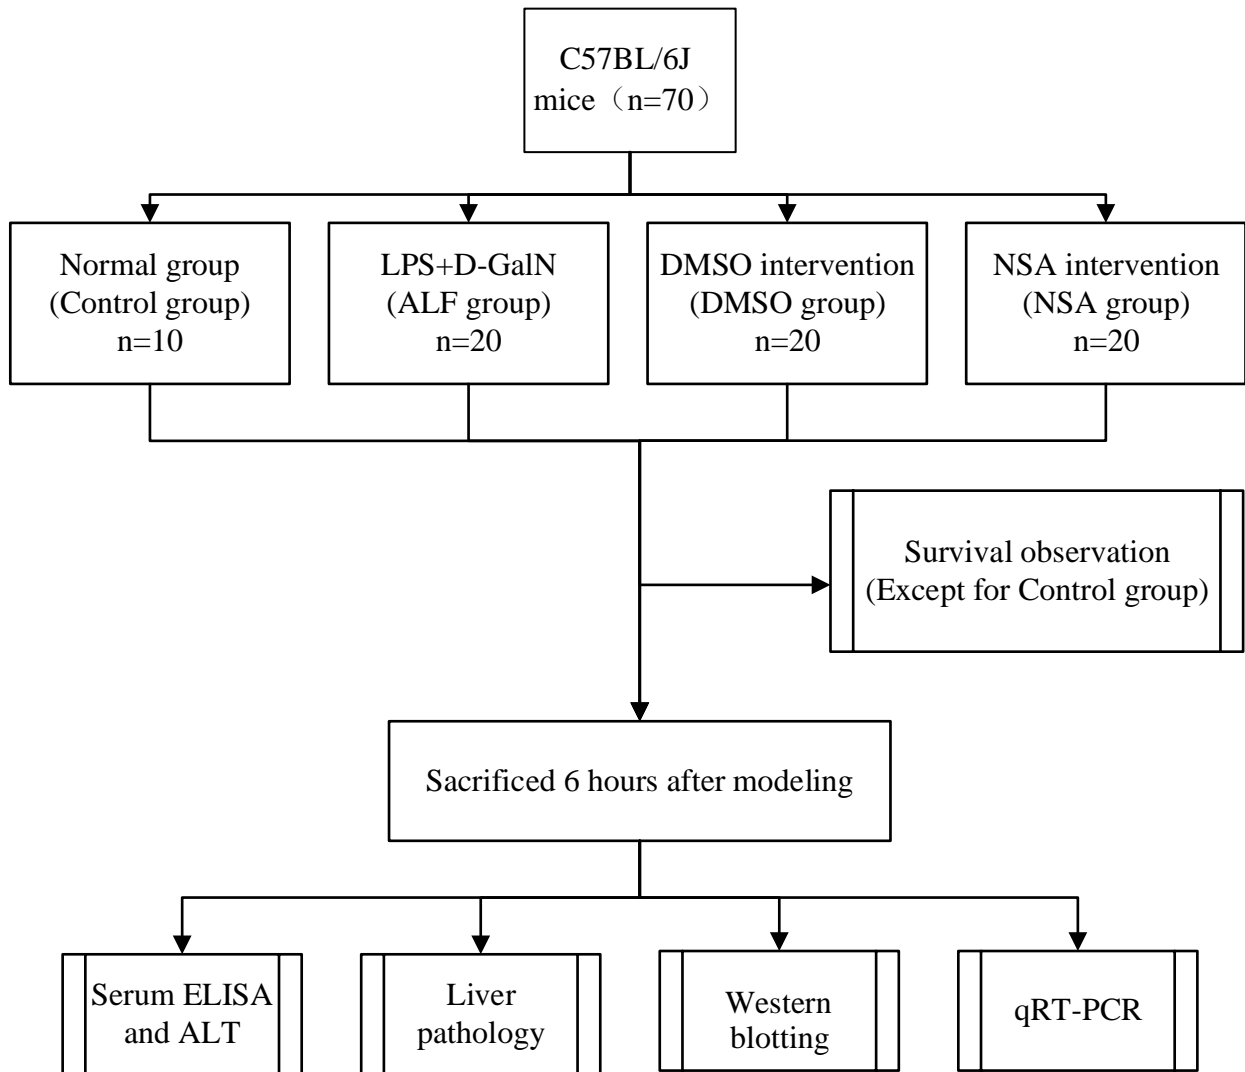 C57BL/6J
mice（n=70）
Normal group
(Control group)
n=10
LPS+D-GalN
(ALF group)
n=20
DMSO intervention
(DMSO group)
n=20
NSA intervention
(NSA group)
n=20
Survival observation
(Except for Control group)
Sacrificed 6 hours after modeling
Serum ELISA
and ALT
Liver
pathology
Western
blotting
qRT-PCR